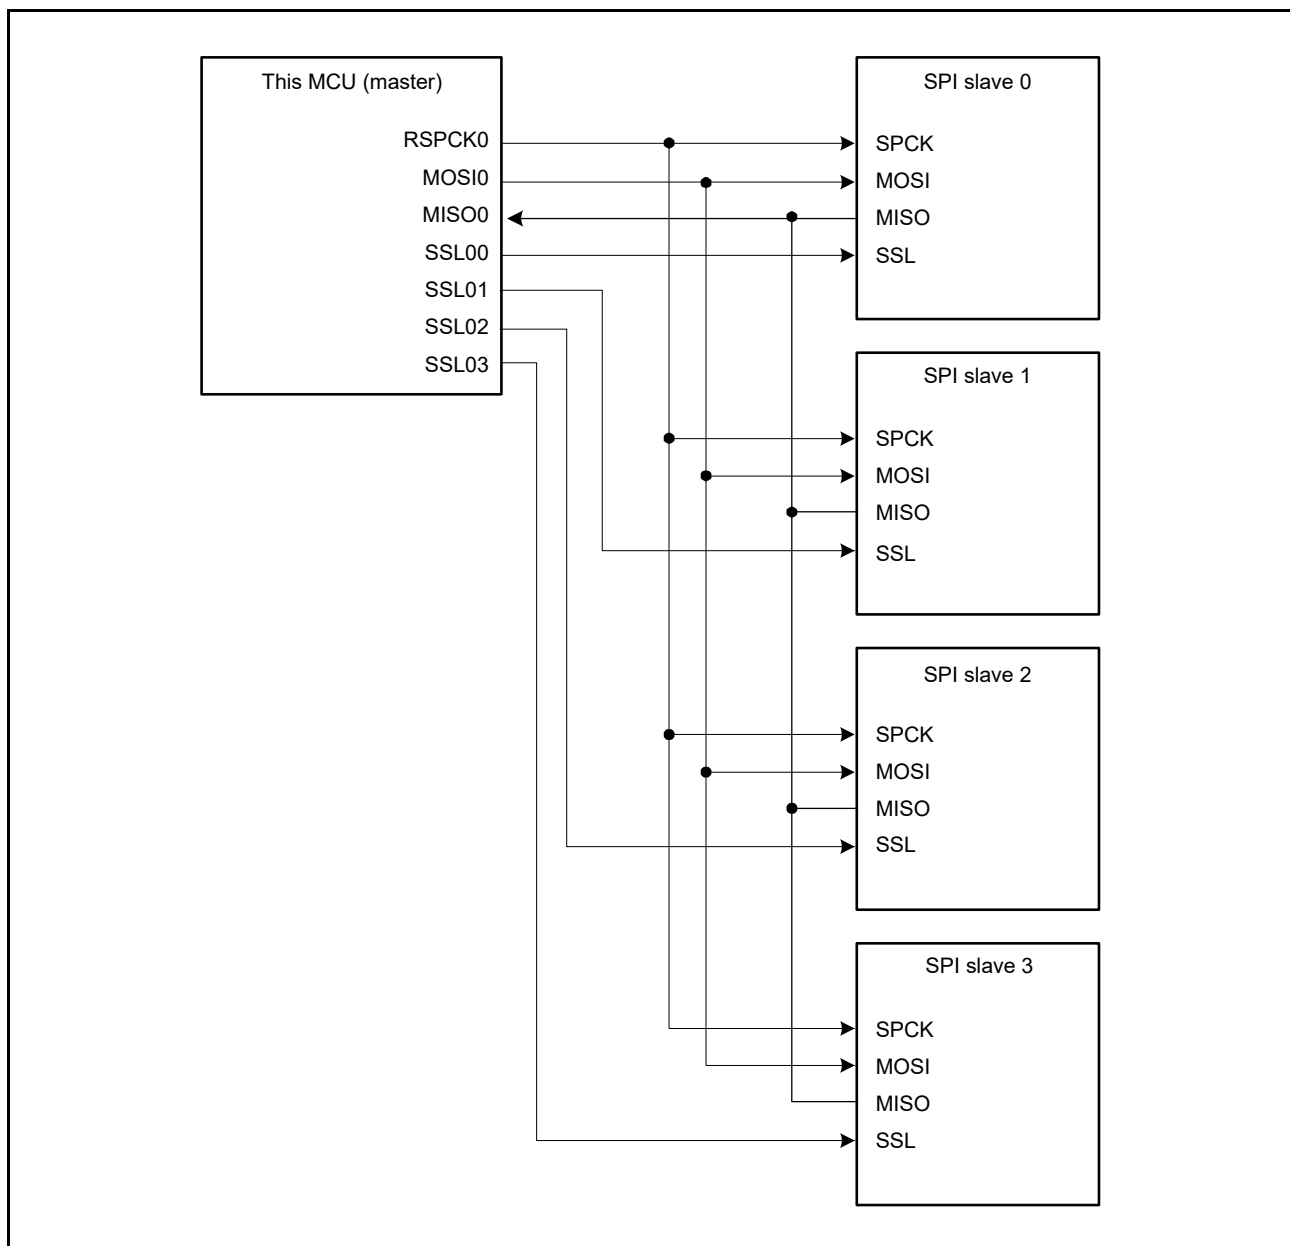 This MCU (master)
RSPCK0
MOSI0
MISO0
SSL00
SSL01
SSL02
SSL03
SPI slave 0
SPCK
MOSI
MISO
SSL
SPI slave 1
SPCK
MOSI
MISO
SSL
SPI slave 2
SPCK
MOSI
MISO
SSL
SPI slave 3
SPCK
MOSI
MISO
SSL